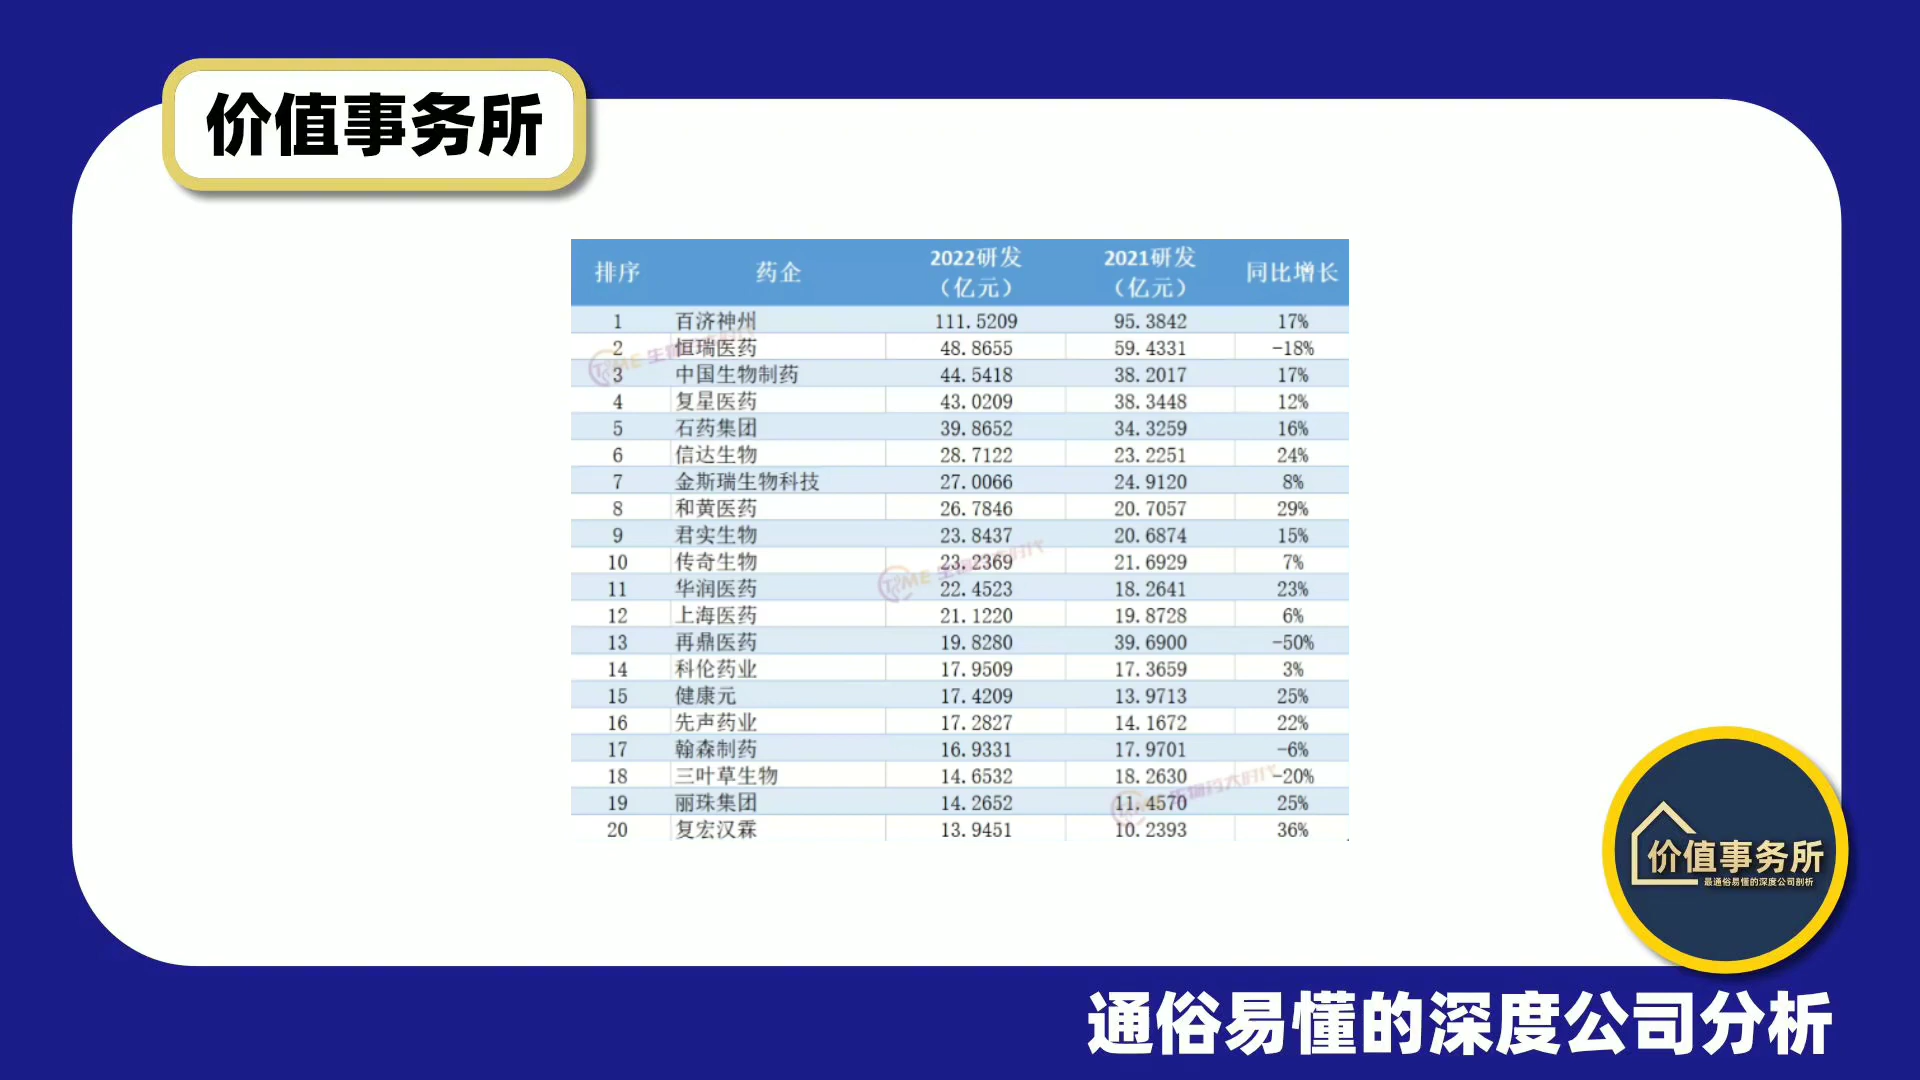 价值事务所
排序 药企 2022研发（亿元） 2021研发（亿元） 同比增长
1 百济神州 111.5209 95.3842 17%
2 恒瑞医药 48.8655 59.4331 -18%
3 中国生物制药 44.5418 38.2017 17%
4 复星医药 43.0209 38.3448 12%
5 石药集团 39.8652 34.3259 16%
6 信达生物 28.7122 23.2251 24%
7 金斯瑞生物科技 27.0066 24.9120 8%
8 和黄医药 26.7846 20.7057 29%
9 君实生物 23.8437 20.6874 15%
10 传奇生物 23.2369 21.6929 7%
11 华润医药 22.4523 18.2641 23%
12 上海医药 21.1220 19.8728 6%
13 再鼎医药 19.8280 39.6900 -50%
14 科伦药业 17.9509 17.3659 3%
15 健康元 17.4209 13.9713 25%
16 先声药业 17.2827 14.1672 22%
17 翰森制药 16.9331 17.9701 -6%
18 三叶草生物 14.6532 18.2630 -20%
19 丽珠集团 14.2652 11.4570 25%
20 复宏汉霖 13.9451 10.2393 36%
价值事务所
最通俗易懂的深度公司剖析
通俗易懂的深度公司分析